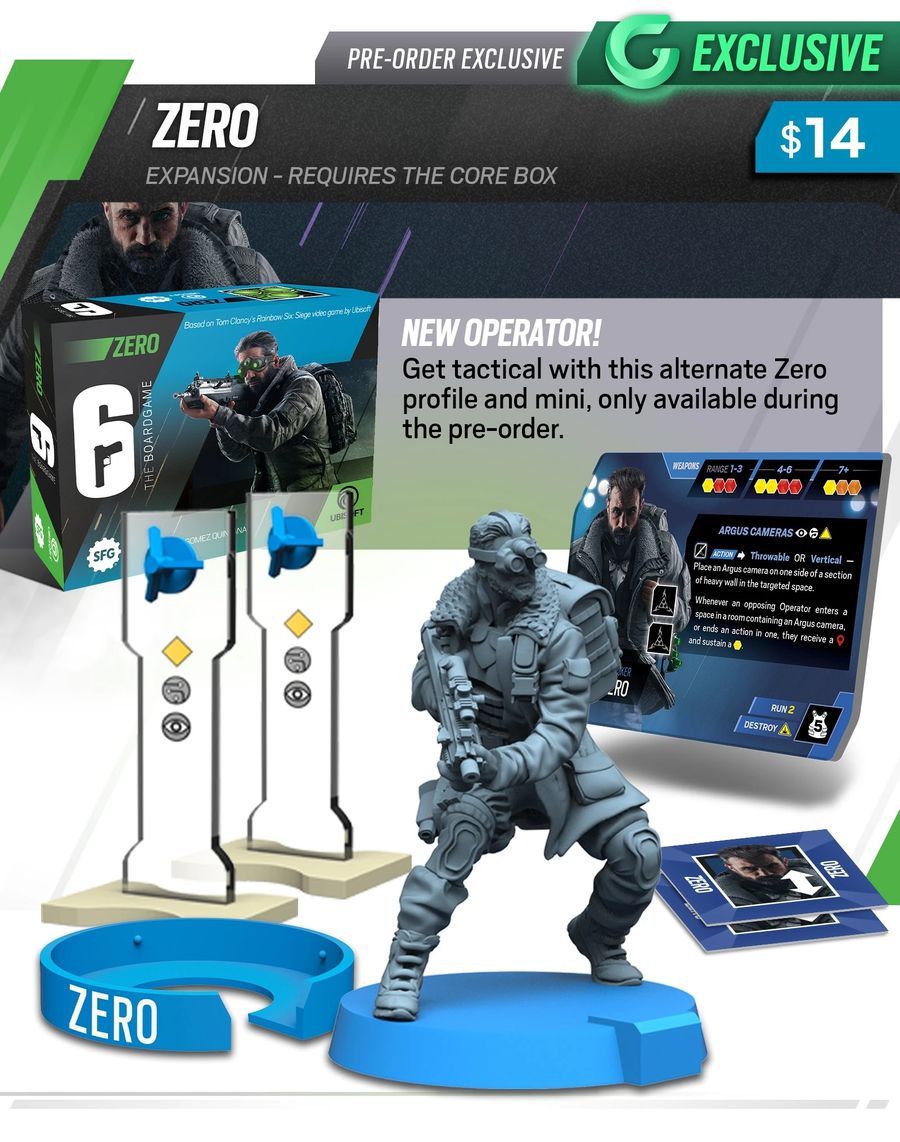 PRE-ORDER EXCLUSIVE
EXCLUSIVE
ZERO
$14
EXPANSION - REQUIRES THE CORE BOX
ZERO
Based on Tom Clancy's Rainbow Six: Siege video game by Ubisoft
ZERO
ZERO
6
THE BOARDGAME
SFG
UBISOFT
NEW OPERATOR!
Get tactical with this alternate Zero
profile and mini, only available during
the pre-order.
WEAPONS RANGE 1-3 4-6 7+
ARGUS CAMERAS
ACTION Throwable OR Vertical –
Place an Argus camera on one side of a section
of heavy wall in the targeted space.
Whenever an opposing Operator enters a
space in a room containing an Argus camera,
or ends an action in one, they receive a
and sustain a .
RUN 2
DESTROY
5
ZERO
ZERO
ZERO